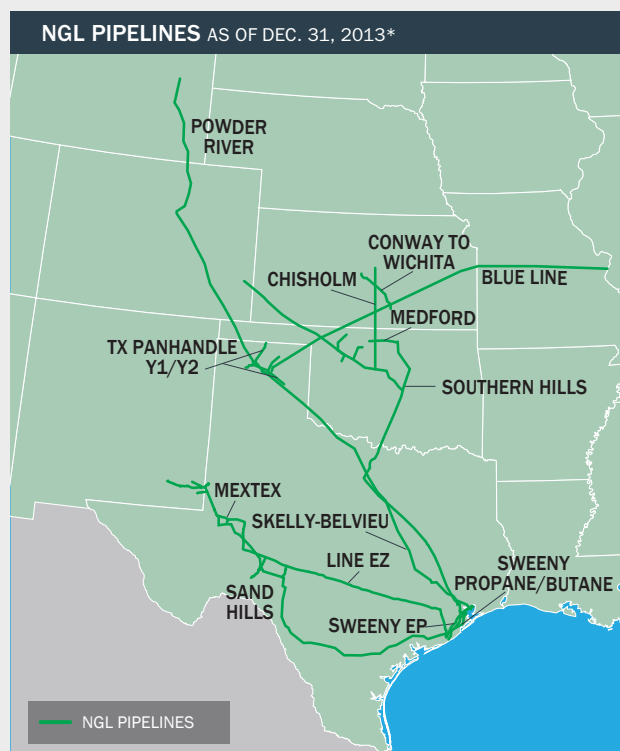 NGL PIPELINES AS OF DEC. 31, 2013*
POWDER
RIVER
CONWAY TO
WICHITA
CHISHOLM
BLUE LINE
MEDFORD
TX PANHANDLE
Y1/Y2
SOUTHERN HILLS
MEXTEX
SKELLY-BELVIEU
LINE EZ
SWEENY
PROPANE/BUTANE
SAND
HILLS
SWEENY EP
NGL PIPELINES